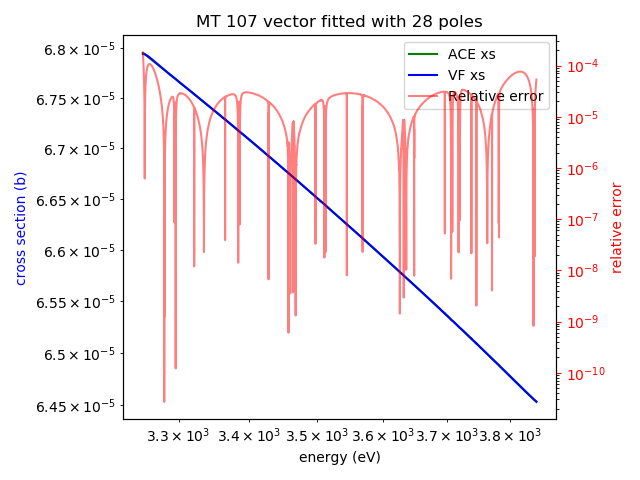 MT 107 vector fitted with 28 poles
ACE xs
VF xs
Relative error
cross section (b)
6.8 × 10⁻⁵
6.75 × 10⁻⁵
6.7 × 10⁻⁵
6.65 × 10⁻⁵
6.6 × 10⁻⁵
6.55 × 10⁻⁵
6.5 × 10⁻⁵
6.45 × 10⁻⁵
10⁻⁴
10⁻⁵
10⁻⁶
10⁻⁷
10⁻⁸
10⁻⁹
10⁻¹⁰
relative error
3.3 × 10³ 3.4 × 10³ 3.5 × 10³ 3.6 × 10³ 3.7 × 10³ 3.8 × 10³
energy (eV)